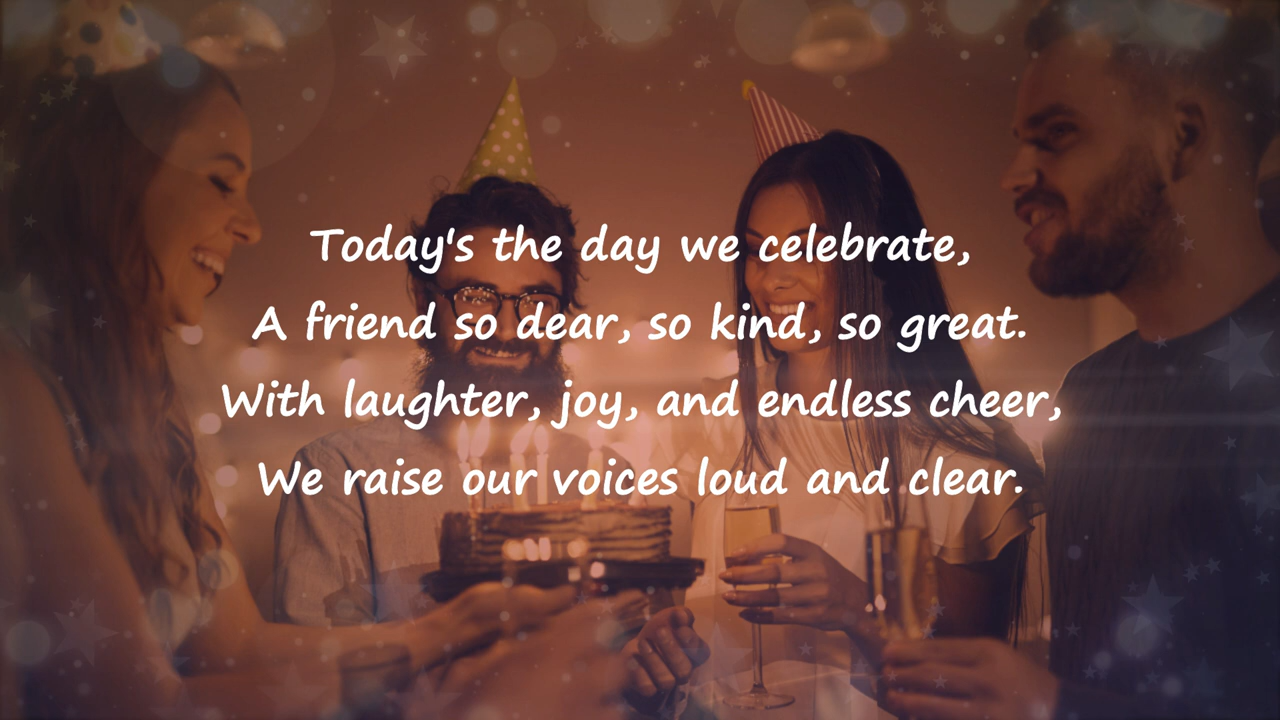 Today's the day we celebrate,
A friend so dear, so kind, so great.
With laughter, joy, and endless cheer,
We raise our voices loud and clear.